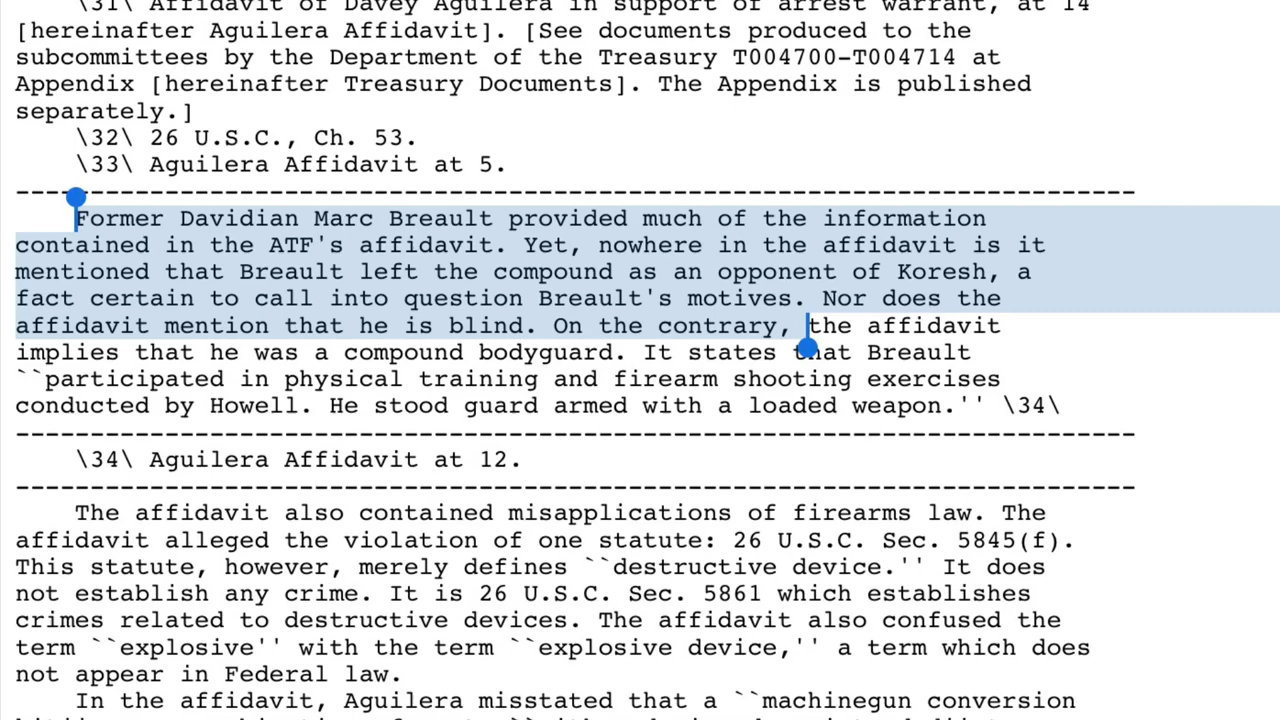 \31\ Affidavit of Davey Aguilera in support of arrest warrant, at 14
[hereinafter Aguilera Affidavit]. [See documents produced to the
subcommittees by the Department of the Treasury T004700-T004714 at
Appendix [hereinafter Treasury Documents]. The Appendix is published
separately.]
\32\ 26 U.S.C., Ch. 53.
\33\ Aguilera Affidavit at 5.
Former Davidian Marc Breault provided much of the information
contained in the ATF's affidavit. Yet, nowhere in the affidavit is it
mentioned that Breault left the compound as an opponent of Koresh, a
fact certain to call into question Breault's motives. Nor does the
affidavit mention that he is blind. On the contrary, the affidavit
implies that he was a compound bodyguard. It states that Breault
``participated in physical training and firearm shooting exercises
conducted by Howell. He stood guard armed with a loaded weapon.'' \34\
\34\ Aguilera Affidavit at 12.
The affidavit also contained misapplications of firearms law. The
affidavit alleged the violation of one statute: 26 U.S.C. Sec. 5845(f).
This statute, however, merely defines ``destructive device.'' It does
not establish any crime. It is 26 U.S.C. Sec. 5861 which establishes
crimes related to destructive devices. The affidavit also confused the
term ``explosive'' with the term ``explosive device,'' a term which does
not appear in Federal law.
In the affidavit, Aguilera misstated that a ``machinegun conversion